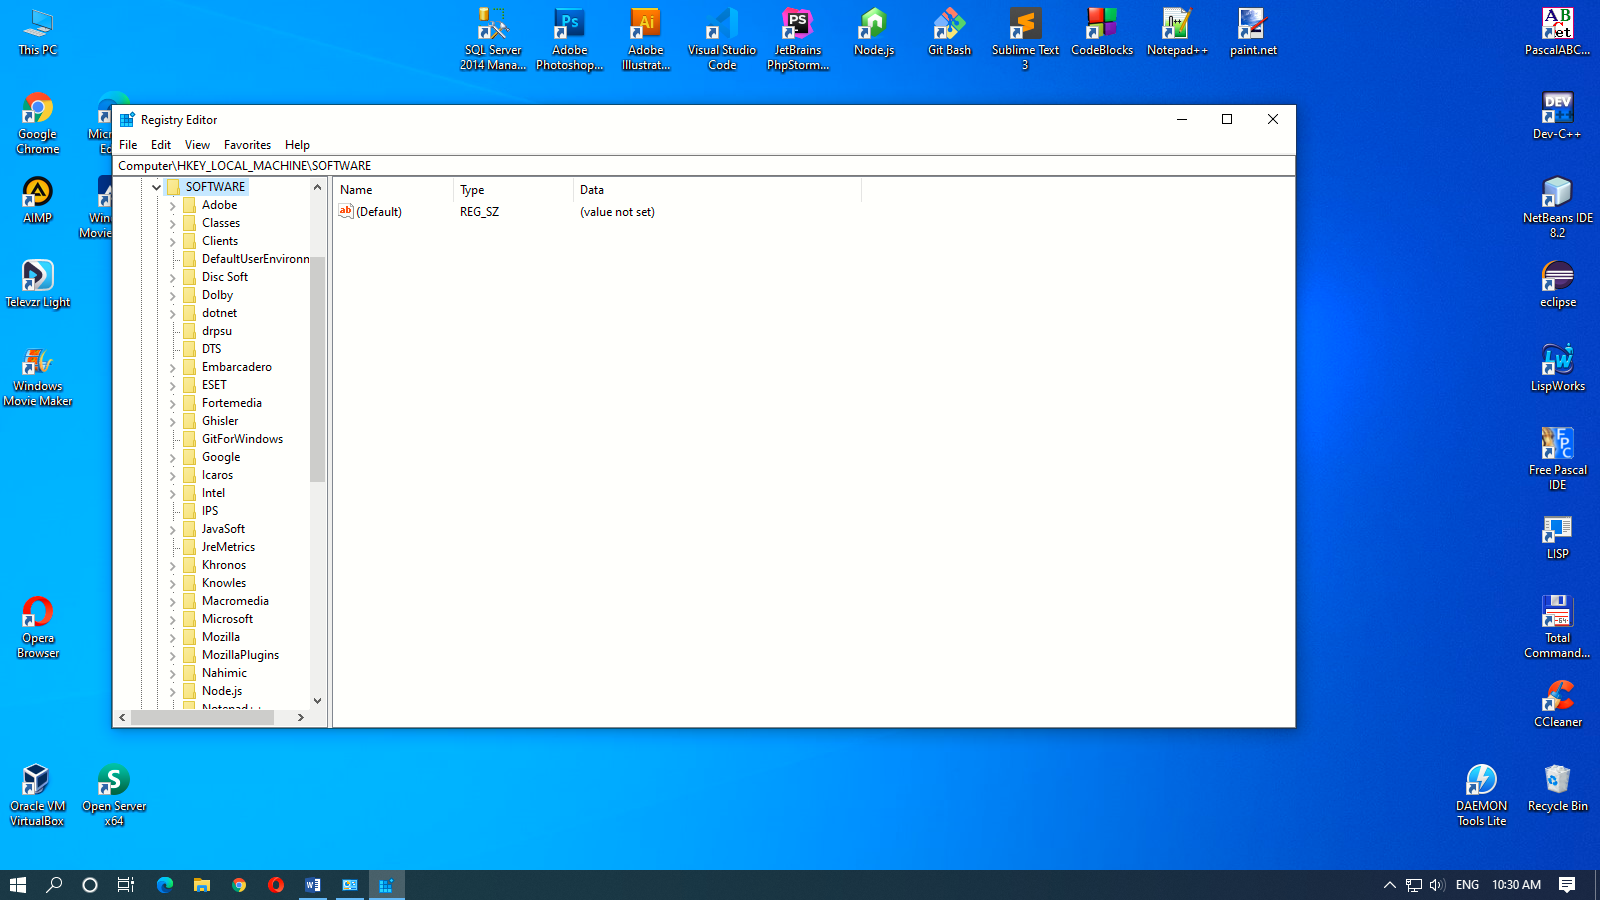 This PC
SQL Server
2014 Mana...
Adobe
Photoshop...
Adobe
Illustrat...
Visual Studio
Code
JetBrains
PhpStorm...
Node.js
Git Bash
Sublime Text
3
CodeBlocks
Notepad++
paint.net
PascalABC...
Google
Chrome
Dev-C++
AIMP
NetBeans IDE
8.2
Televzr Light
eclipse
Windows
Movie Maker
LispWorks
Free Pascal
IDE
LISP
Opera
Browser
Total
Command...
CCleaner
Oracle VM
VirtualBox
Open Server
x64
DAEMON
Tools Lite
Recycle Bin
Registry Editor
File Edit View Favorites Help
Computer\HKEY_LOCAL_MACHINE\SOFTWARE
SOFTWARE
Adobe
Classes
Clients
DefaultUserEnvironn
Disc Soft
Dolby
dotnet
drpsu
DTS
Embarcadero
ESET
Fortemedia
Ghisler
GitForWindows
Google
Icaros
Intel
IPS
JavaSoft
JreMetrics
Khronos
Knowles
Macromedia
Microsoft
Mozilla
MozillaPlugins
Nahimic
Node.js
Notepad++
Name Type Data
(Default) REG_SZ (value not set)
ENG 10:30 AM